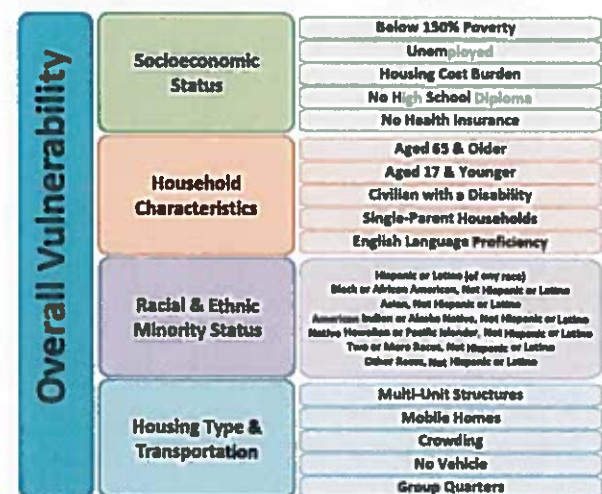 Overall Vulnerability
Socioeconomic
Status
Below 150% Poverty
Unemployed
Housing Cost Burden
No High School Diploma
No Health Insurance
Household
Characteristics
Aged 65 & Older
Aged 17 & Younger
Civilian with a Disability
Single-Parent Households
English Language Proficiency
Racial & Ethnic
Minority Status
Hispanic or Latino (of any race)
Black or African American, Not Hispanic or Latino
Asian, Not Hispanic or Latino
American Indian or Alaska Native, Not Hispanic or Latino
Native Hawaiian or Pacific Islander, Not Hispanic or Latino
Two or More Races, Not Hispanic or Latino
Other Races, Not Hispanic or Latino
Housing Type &
Transportation
Multi-Unit Structures
Mobile Homes
Crowding
No Vehicle
Group Quarters